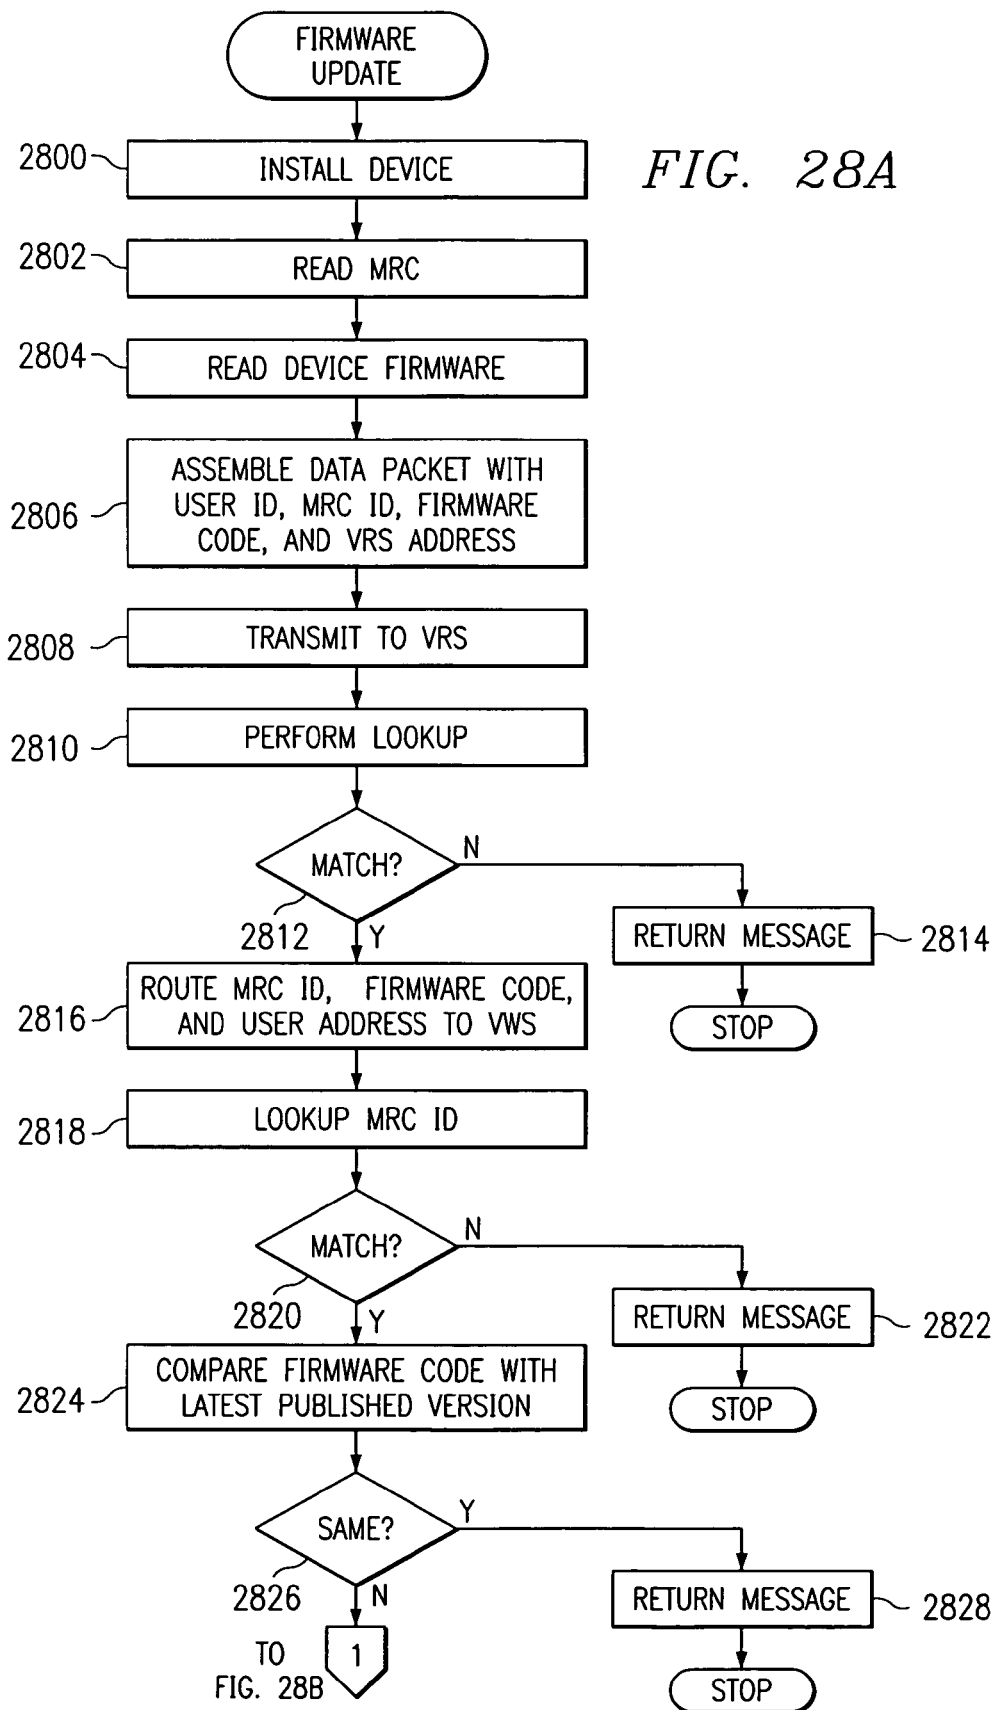 FIRMWARE
UPDATE
FIG. 28A
2800
INSTALL DEVICE
2802
READ MRC
2804
READ DEVICE FIRMWARE
2806
ASSEMBLE DATA PACKET WITH
USER ID, MRC ID, FIRMWARE
CODE, AND VRS ADDRESS
2808
TRANSMIT TO VRS
2810
PERFORM LOOKUP
MATCH?
N
2812
Y
RETURN MESSAGE
2814
STOP
2816
ROUTE MRC ID, FIRMWARE CODE,
AND USER ADDRESS TO VWS
2818
LOOKUP MRC ID
MATCH?
N
2820
Y
RETURN MESSAGE
2822
STOP
2824
COMPARE FIRMWARE CODE WITH
LATEST PUBLISHED VERSION
SAME?
Y
2826
N
RETURN MESSAGE
2828
STOP
1
TO
FIG. 28B